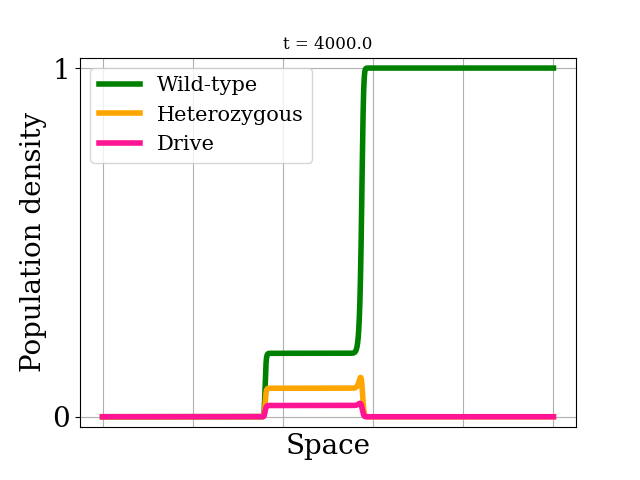 t = 4000.0
1
Wild-type
Heterozygous
Drive
Population density
0
Space